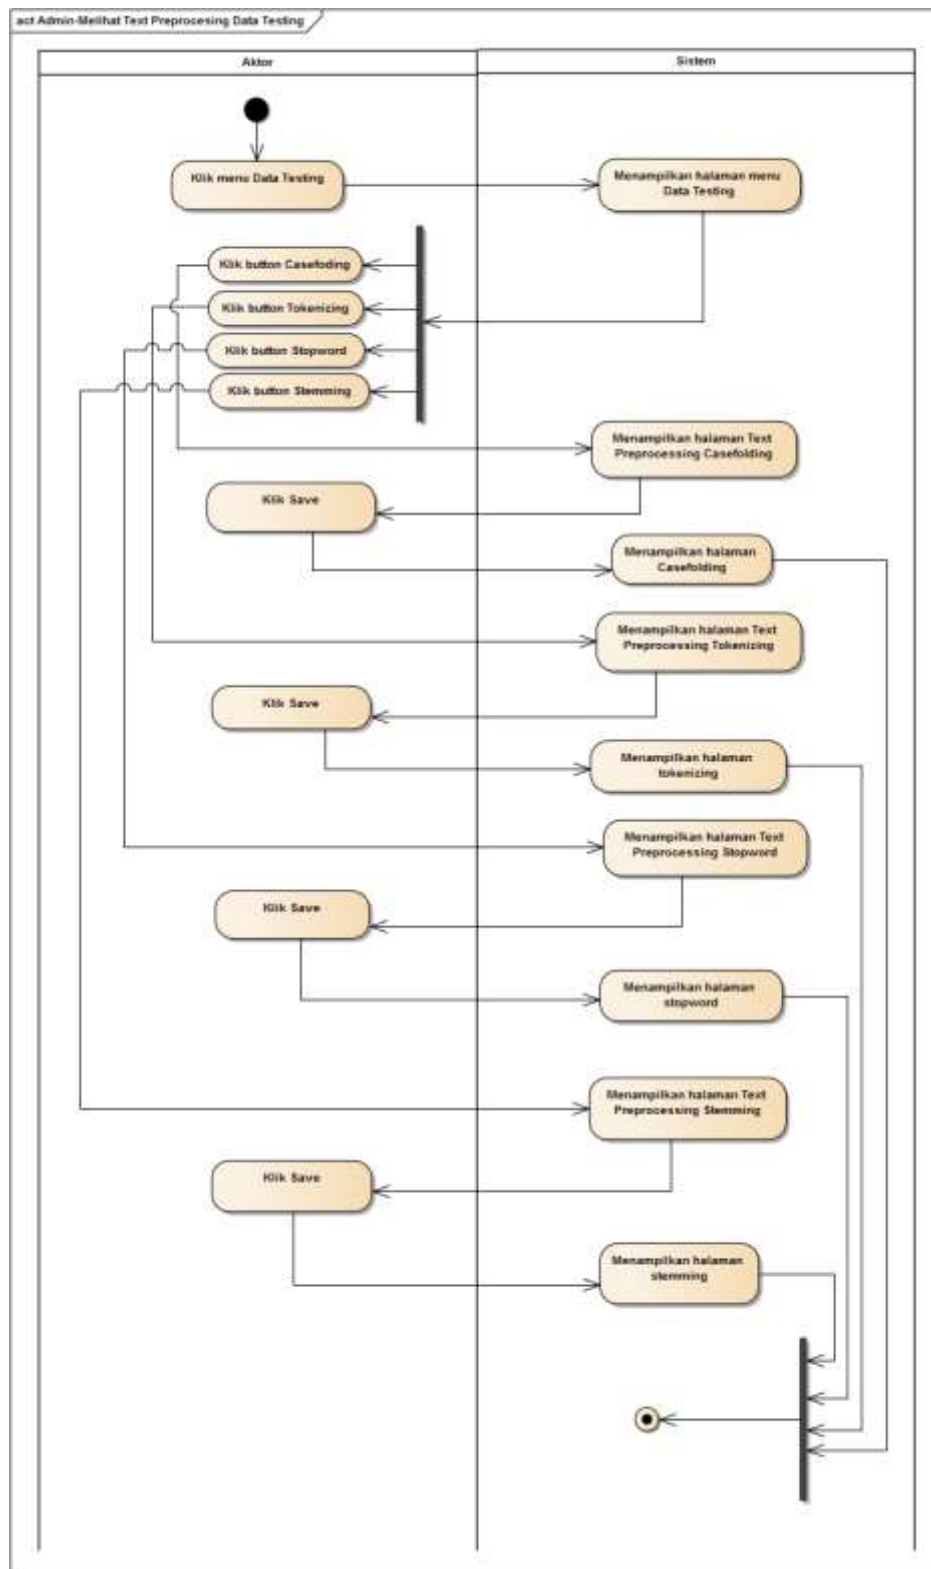 act Admin-Melihat Text Preprocesing Data Testing
Aktor
Sistem
Klik menu Data Testing
Menampilkan halaman menu
Data Testing
Klik button Casefoding
Klik button Tokenizing
Klik button Stopword
Klik button Stemming
Menampilkan halaman Text
Preprocessing Casefolding
Klik Save
Menampilkan halaman
Casefolding
Menampilkan halaman Text
Preprocessing Tokenizing
Klik Save
Menampilkan halaman
tokenizing
Menampilkan halaman Text
Preprocessing Stopword
Klik Save
Menampilkan halaman
stopword
Menampilkan halaman Text
Preprocessing Stemming
Klik Save
Menampilkan halaman
stemming